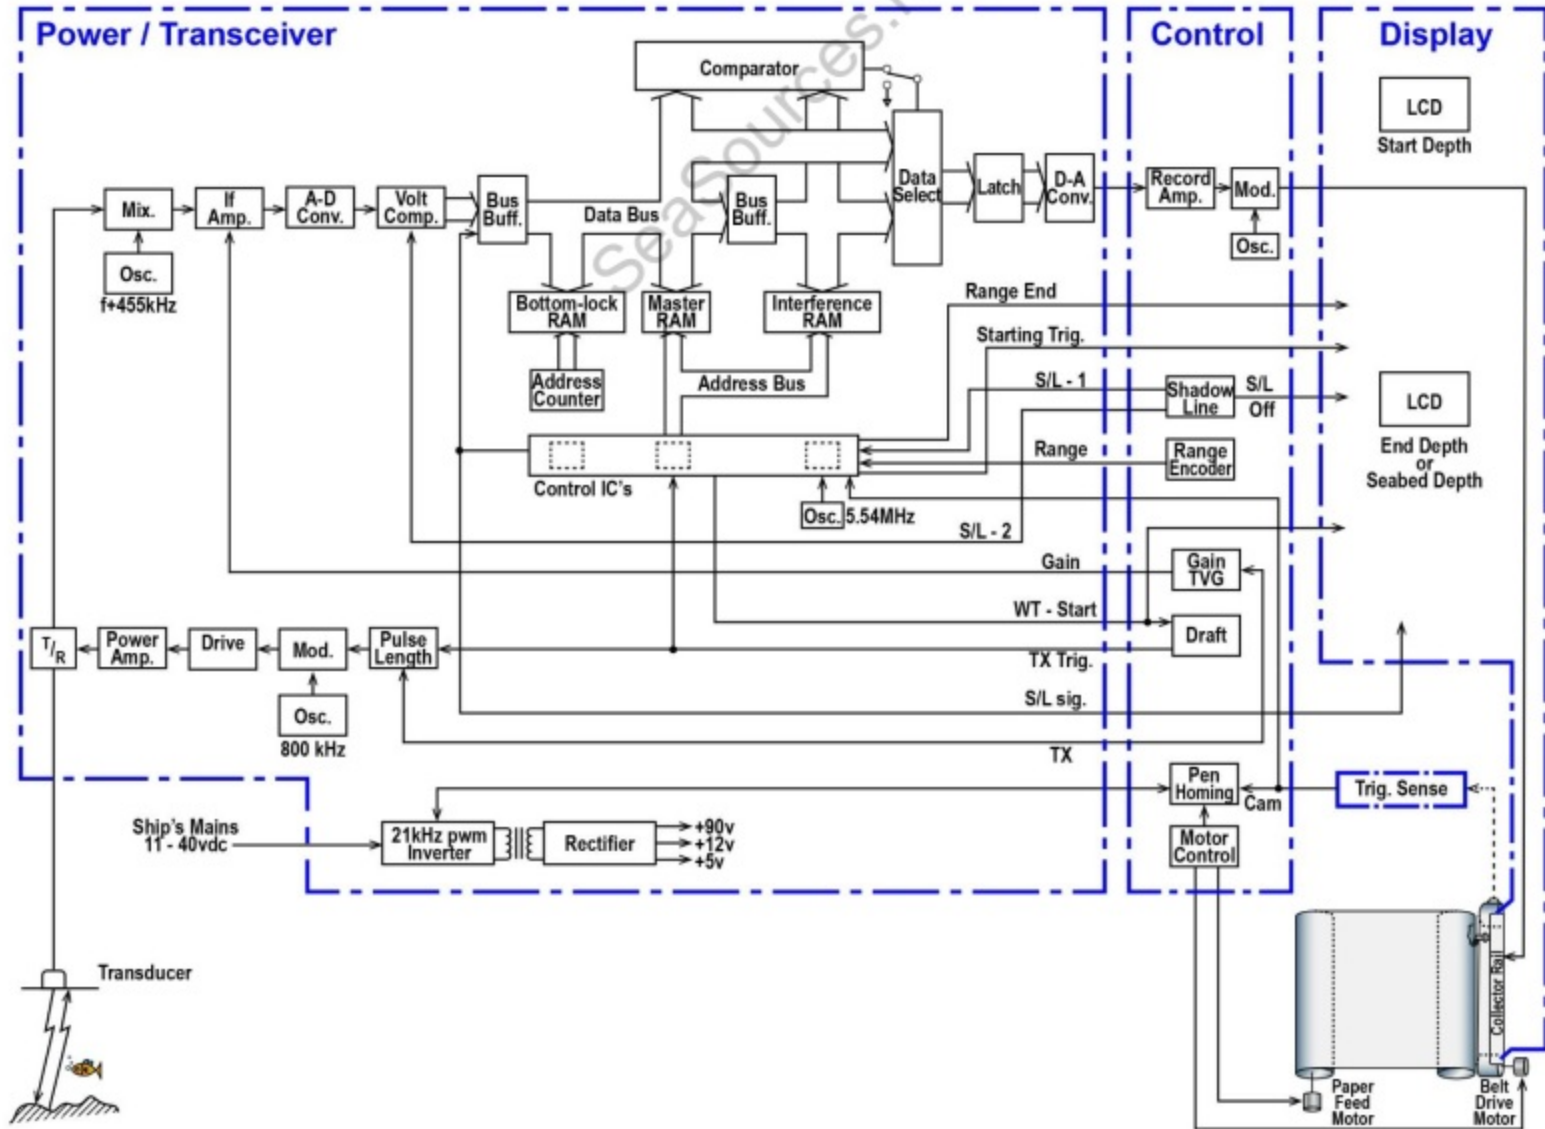 Power / Transceiver
Control
Display
Comparator
LCD
Start Depth
Mix.
If
Amp.
A-D
Conv.
Volt
Comp.
Bus
Buff.
Data Bus
Bus
Buff.
Data
Select
Latch
D-A
Conv.
Record
Amp.
Mod.
Osc.
Osc.
f+455kHz
Bottom-lock
RAM
Master
RAM
Interference
RAM
Address
Counter
Address Bus
Range End
Starting Trig.
S/L - 1
Shadow
Line
S/L
Off
LCD
End Depth
or
Seabed Depth
Range
Range
Encoder
Control IC's
Osc.
5.54MHz
S/L - 2
Gain
Gain
TVG
WT - Start
Draft
TX Trig.
T/R
Power
Amp.
Drive
Mod.
Pulse
Length
Osc.
800 kHz
S/L sig.
TX
Pen
Homing
Cam
Trig. Sense
Motor
Control
Ship's Mains
11 - 40vdc
21kHz pwm
Inverter
Rectifier
+90v
+12v
+5v
Transducer
Collector Rail
Paper
Feed
Motor
Belt
Drive
Motor